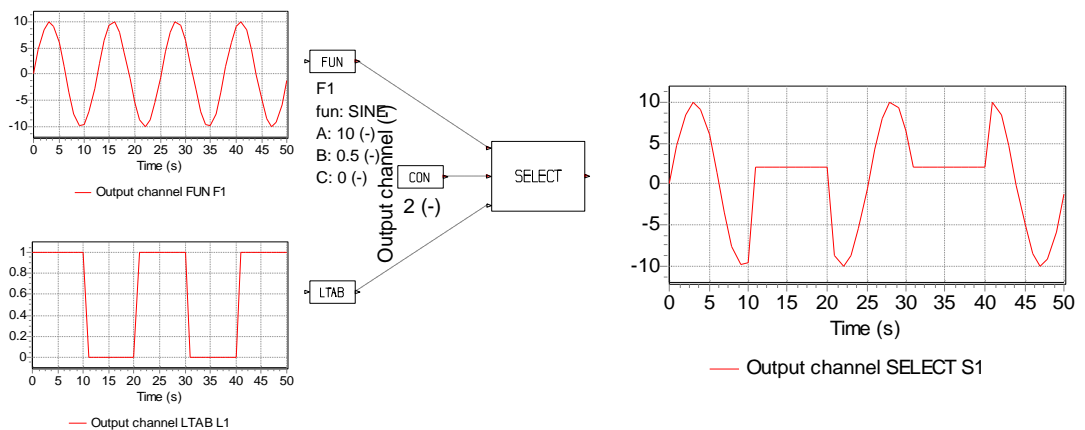 10
5
0
-5
-10
0 5 10 15 20 25 30 35 40 45 50
Time (s)
Output channel FUN F1
1
0.8
0.6
0.4
0.2
0
0 5 10 15 20 25 30 35 40 45 50
Time (s)
Output channel LTAB L1
FUN
F1
fun: SINE
A: 10 (-)
B: 0.5 (-)
C: 0 (-)
Output channel (-)
CON
2 (-)
LTAB
SELECT
10
5
0
-5
-10
0 5 10 15 20 25 30 35 40 45 50
Time (s)
Output channel SELECT S1